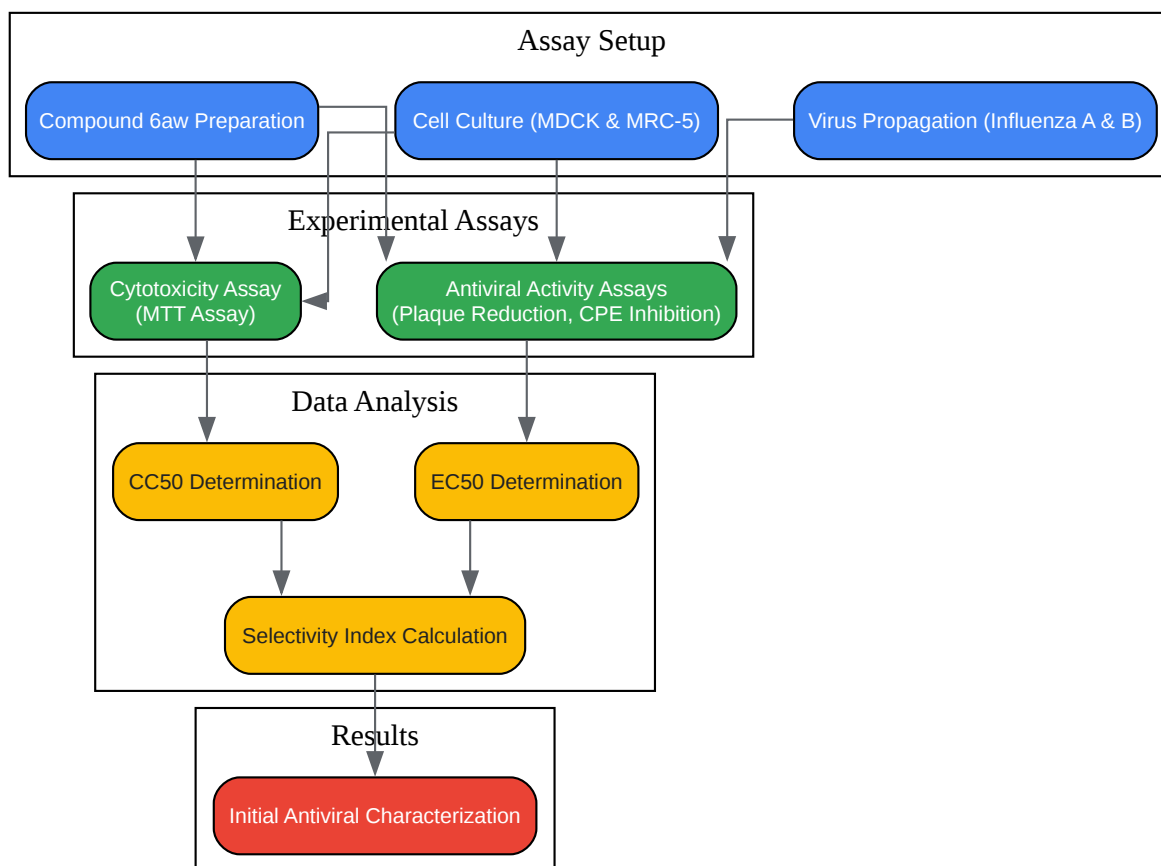 Assay Setup
Compound 6aw Preparation
Cell Culture (MDCK & MRC-5)
Virus Propagation (Influenza A & B)
Experimental Assays
Cytotoxicity Assay
(MTT Assay)
Antiviral Activity Assays
(Plaque Reduction, CPE Inhibition)
Data Analysis
CC50 Determination
EC50 Determination
Selectivity Index Calculation
Results
Initial Antiviral Characterization